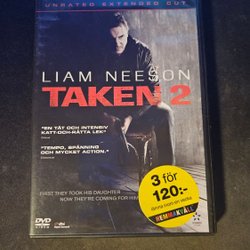 UNRATED EXTENDED CUT
LIAM NEESON
TAKEN 2
"EN TÄT OCH INTENSIV
KATT-OCH-RÅTTA LEK"
"TEMPO, SPÄNNING
OCH MYCKET ACTION."
3 för
120:-
HEMMAKVÄLL
FIRST THEY TOOK HIS DAUGHTER
NOW THEY'RE COMING FOR
DVD